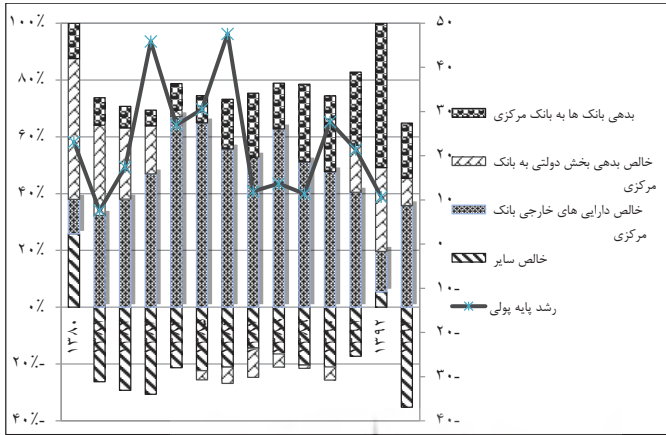 ۱۰۰٪
۸۰٪
۶۰٪
۴۰٪
۲۰٪
۰٪
۲۰٪-
۴۰٪-
۵۰
۴۰
۳۰
۲۰
۱۰
۰
۱۰-
۲۰-
۳۰-
۴۰-
۱۳۸۰
۱۳۹۲
بدهی بانک ها به بانک مرکزی
خالص بدهی بخش دولتی به بانک
مرکزی
خالص دارایی های خارجی بانک
مرکزی
خالص سایر
رشد پایه پولی